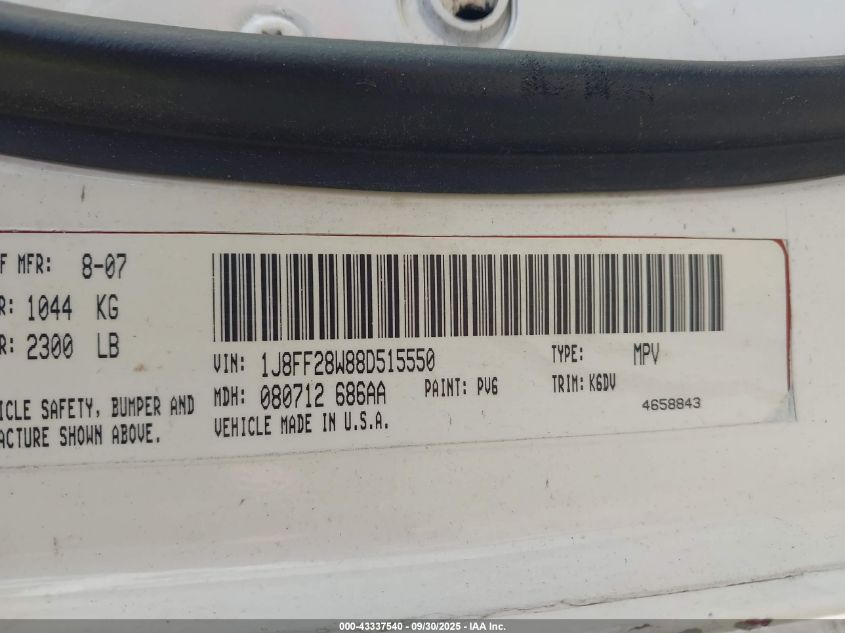 F MFR: 8-07
R: 1044 KG
R: 2300 LB
VIN: 1J8FF28W88D515550
TYPE: MPV
MDH: 080712 686AA
PAINT: PV6
TRIM: K6DV
ICLE SAFETY, BUMPER AND
VEHICLE MADE IN U.S.A.
4658843
ACTURE SHOWN ABOVE.
000-43337540 - 09/30/2025 - IAA Inc.